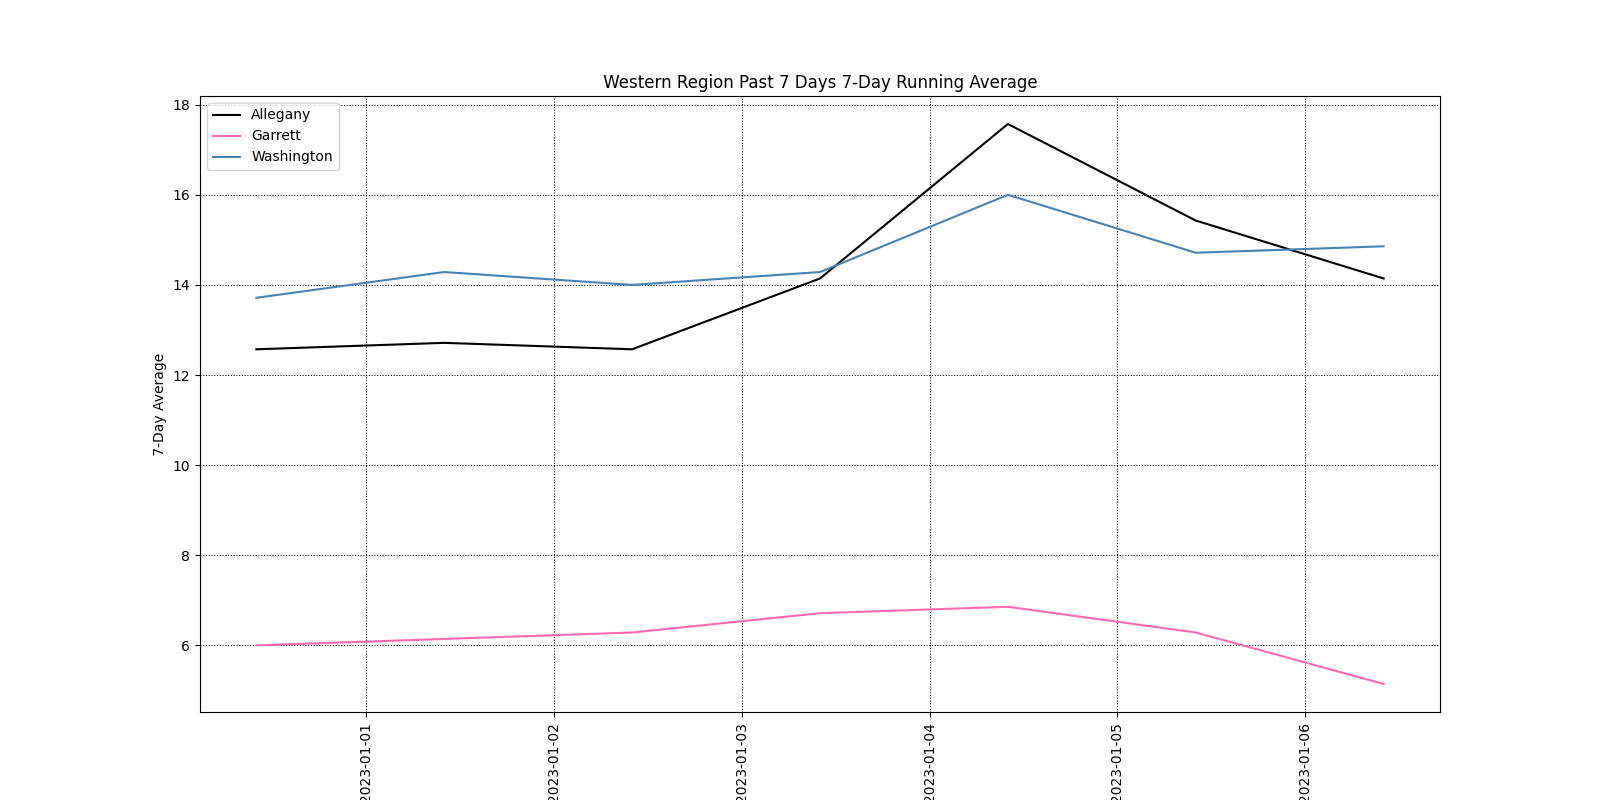 Western Region Past 7 Days 7-Day Running Average
Allegany
Garrett
Washington
7-Day Average
18
16
14
12
10
8
6
2023-01-01
2023-01-02
2023-01-03
2023-01-04
2023-01-05
2023-01-06